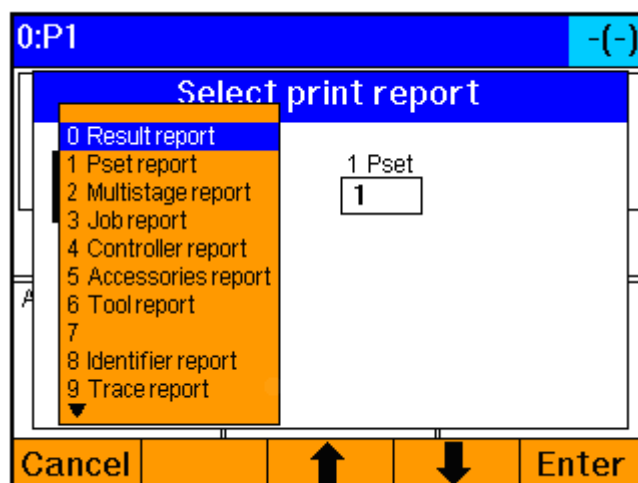 0:P1 -(-)
Select print report
0 Result report
1 Pset report
1 Pset
2 Multistage report
1
3 Job report
4 Controller report
5 Accessories report
6 Tool report
7
8 Identifier report
9 Trace report
Cancel Enter